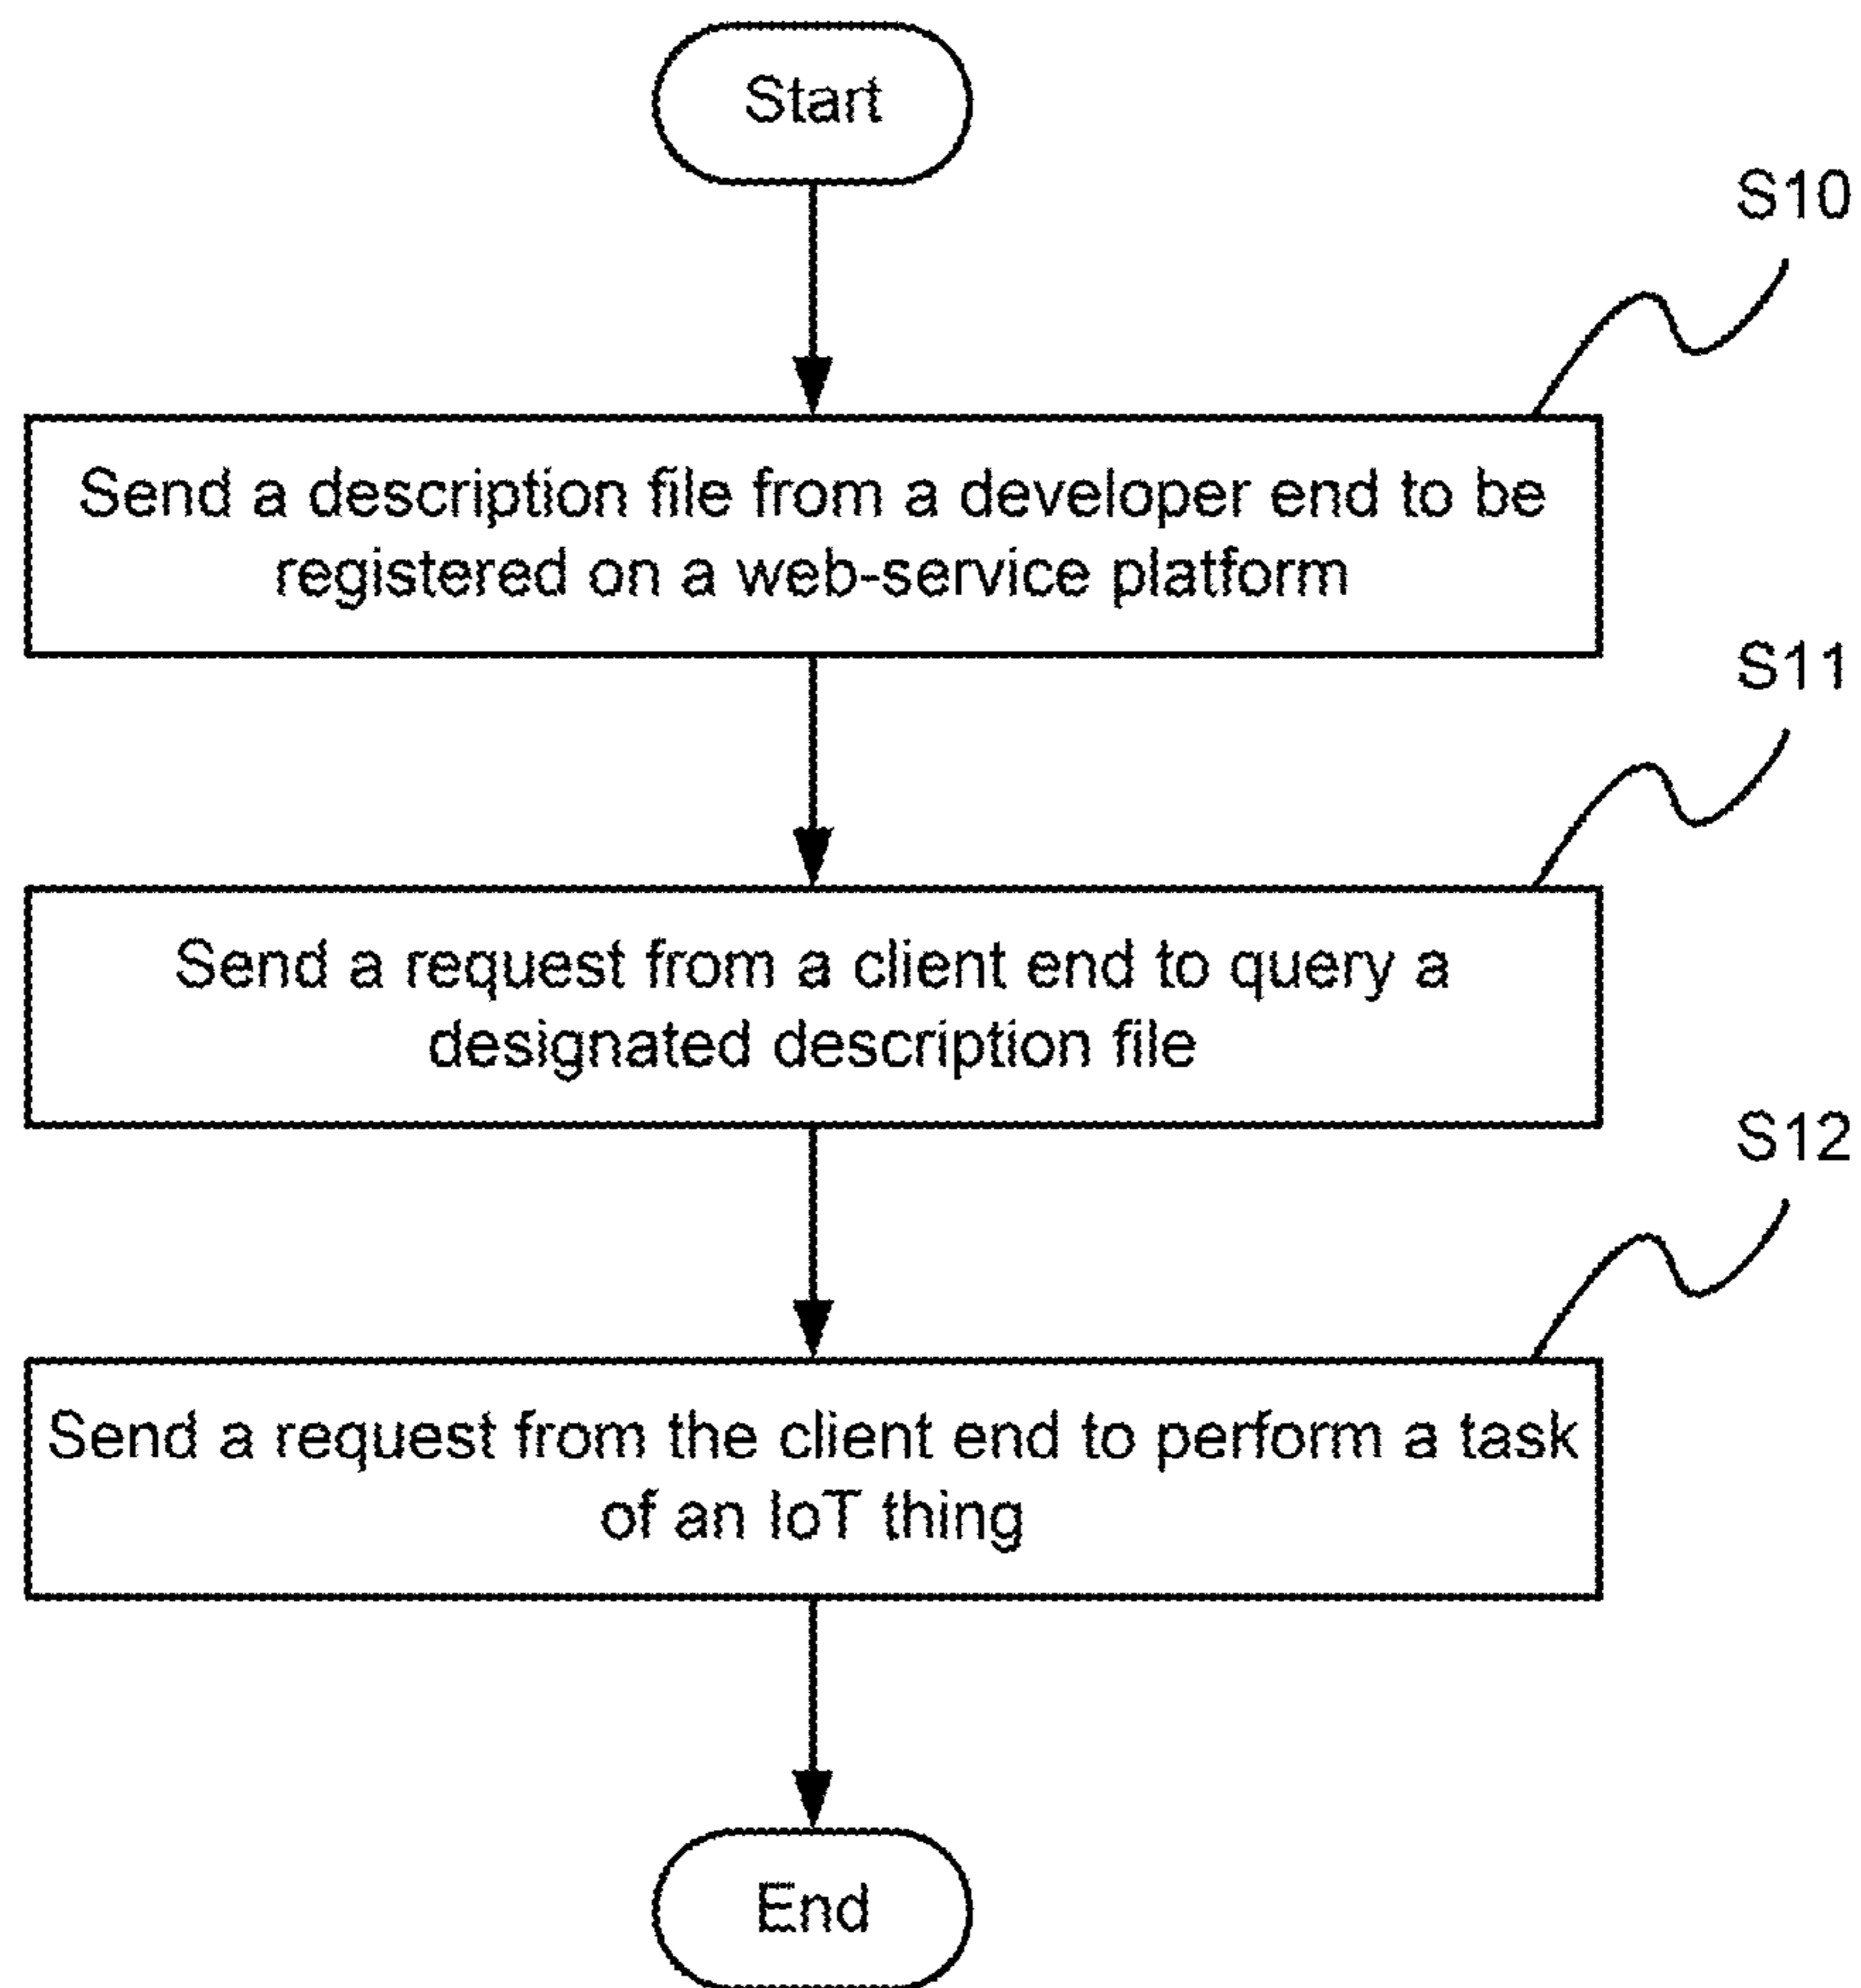 Start
S10
Send a description file from a developer end to be
registered on a web-service platform
S11
Send a request from a client end to query a
designated description file
S12
Send a request from the client end to perform a task
of an IoT thing
End